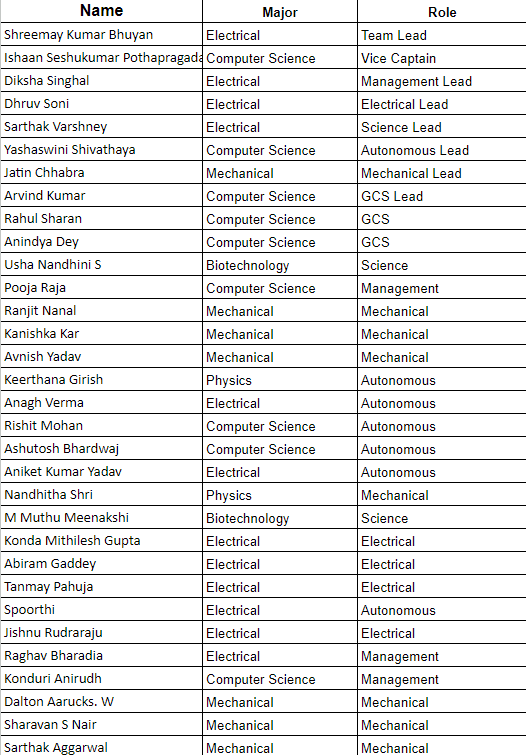 Name Major Role
Shreemay Kumar Bhuyan Electrical Team Lead
Ishaan Seshukumar Pothapragada Computer Science Vice Captain
Diksha Singhal Electrical Management Lead
Dhruv Soni Electrical Electrical Lead
Sarthak Varshney Electrical Science Lead
Yashaswini Shivathaya Computer Science Autonomous Lead
Jatin Chhabra Mechanical Mechanical Lead
Arvind Kumar Computer Science GCS Lead
Rahul Sharan Computer Science GCS
Anindya Dey Computer Science GCS
Usha Nandhini S Biotechnology Science
Pooja Raja Computer Science Management
Ranjit Nanal Mechanical Mechanical
Kanishka Kar Mechanical Mechanical
Avnish Yadav Mechanical Mechanical
Keerthana Girish Physics Autonomous
Anagh Verma Electrical Autonomous
Rishit Mohan Computer Science Autonomous
Ashutosh Bhardwaj Computer Science Autonomous
Aniket Kumar Yadav Electrical Autonomous
Nandhitha Shri Physics Mechanical
M Muthu Meenakshi Biotechnology Science
Konda Mithilesh Gupta Electrical Electrical
Abiram Gaddey Electrical Electrical
Tanmay Pahuja Electrical Electrical
Spoorthi Electrical Autonomous
Jishnu Rudraraju Electrical Electrical
Raghav Bharadia Electrical Management
Konduri Anirudh Computer Science Management
Dalton Aarucks. W Mechanical Mechanical
Sharavan S Nair Mechanical Mechanical
Sarthak Aggarwal Mechanical Mechanical